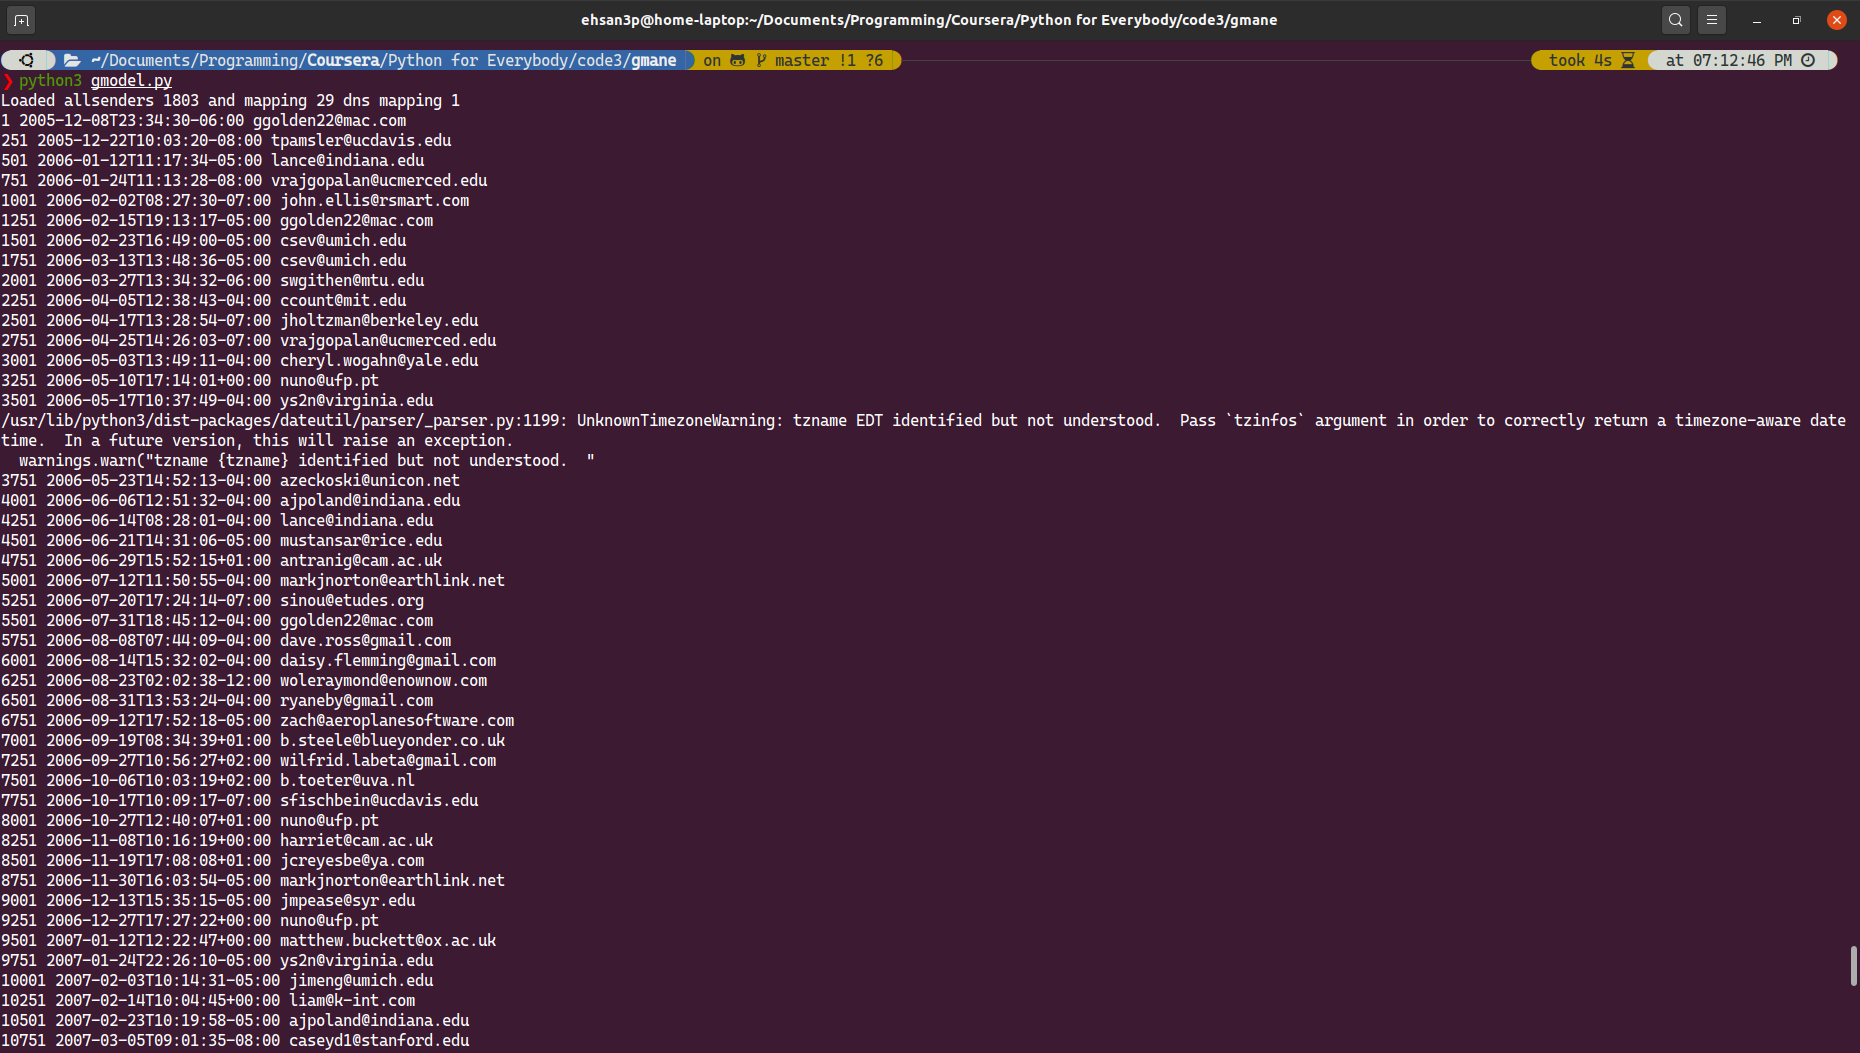 ehsan3p@home-laptop:~/Documents/Programming/Coursera/Python for Everybody/code3/gmane
~/Documents/Programming/Coursera/Python for Everybody/code3/gmane on master !1 ?6 took 4s at 07:12:46 PM
❯ python3 gmodel.py
Loaded allsenders 1803 and mapping 29 dns mapping 1
1 2005-12-08T23:34:30-06:00 ggolden22@mac.com
251 2005-12-22T10:03:20-08:00 tpamsler@ucdavis.edu
501 2006-01-12T11:17:34-05:00 lance@indiana.edu
751 2006-01-24T11:13:28-08:00 vrajgopalan@ucmerced.edu
1001 2006-02-02T08:27:30-07:00 john.ellis@rsmart.com
1251 2006-02-15T19:13:17-05:00 ggolden22@mac.com
1501 2006-02-23T16:49:00-05:00 csev@umich.edu
1751 2006-03-13T13:48:36-05:00 csev@umich.edu
2001 2006-03-27T13:34:32-06:00 swgithen@mtu.edu
2251 2006-04-05T12:38:43-04:00 ccount@mit.edu
2501 2006-04-17T13:28:54-07:00 jholtzman@berkeley.edu
2751 2006-04-25T14:26:03-07:00 vrajgopalan@ucmerced.edu
3001 2006-05-03T13:49:11-04:00 cheryl.wogahn@yale.edu
3251 2006-05-10T17:14:01+00:00 nuno@ufp.pt
3501 2006-05-17T10:37:49-04:00 ys2n@virginia.edu
/usr/lib/python3/dist-packages/dateutil/parser/_parser.py:1199: UnknownTimezoneWarning: tzname EDT identified but not understood.  Pass `tzinfos` argument in order to correctly return a timezone-aware date
time.  In a future version, this will raise an exception.
  warnings.warn("tzname {tzname} identified but not understood.  "
3751 2006-05-23T14:52:13-04:00 azeckoski@unicon.net
4001 2006-06-06T12:51:32-04:00 ajpoland@indiana.edu
4251 2006-06-14T08:28:01-04:00 lance@indiana.edu
4501 2006-06-21T14:31:06-05:00 mustansar@rice.edu
4751 2006-06-29T15:52:15+01:00 antranig@cam.ac.uk
5001 2006-07-12T11:50:55-04:00 markjnorton@earthlink.net
5251 2006-07-20T17:24:14-07:00 sinou@etudes.org
5501 2006-07-31T18:45:12-04:00 ggolden22@mac.com
5751 2006-08-08T07:44:09-04:00 dave.ross@gmail.com
6001 2006-08-14T15:32:02-04:00 daisy.flemming@gmail.com
6251 2006-08-23T02:02:38-12:00 woleraymond@enownow.com
6501 2006-08-31T13:53:24-04:00 ryaneby@gmail.com
6751 2006-09-12T17:52:18-05:00 zach@aeroplanesoftware.com
7001 2006-09-19T08:34:39+01:00 b.steele@blueyonder.co.uk
7251 2006-09-27T10:56:27+02:00 wilfrid.labeta@gmail.com
7501 2006-10-06T10:03:19+02:00 b.toeter@uva.nl
7751 2006-10-17T10:09:17-07:00 sfischbein@ucdavis.edu
8001 2006-10-27T12:40:07+01:00 nuno@ufp.pt
8251 2006-11-08T10:16:19+00:00 harriet@cam.ac.uk
8501 2006-11-19T17:08:08+01:00 jcreyesbe@ya.com
8751 2006-11-30T16:03:54-05:00 markjnorton@earthlink.net
9001 2006-12-13T15:35:15-05:00 jmpease@syr.edu
9251 2006-12-27T17:27:22+00:00 nuno@ufp.pt
9501 2007-01-12T12:22:47+00:00 matthew.buckett@ox.ac.uk
9751 2007-01-24T22:26:10-05:00 ys2n@virginia.edu
10001 2007-02-03T10:14:31-05:00 jimeng@umich.edu
10251 2007-02-14T10:04:45+00:00 liam@k-int.com
10501 2007-02-23T10:19:58-05:00 ajpoland@indiana.edu
10751 2007-03-05T09:01:35-08:00 caseyd1@stanford.edu